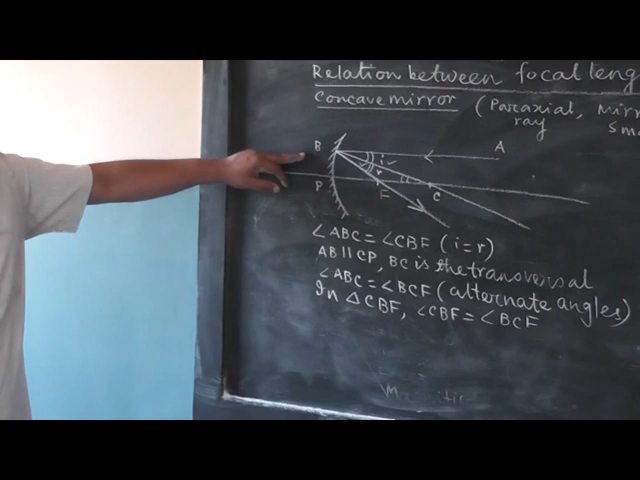 Relation between focal leng
Concave mirror (Paraxial, Mirr
ray sm
B A
i
r
P F C
∠ABC = ∠CBF (i=r)
AB||CP, BC is the transversal
∠ABC = ∠BCF (alternate angles)
In △CBF, ∠CBF = ∠BCF